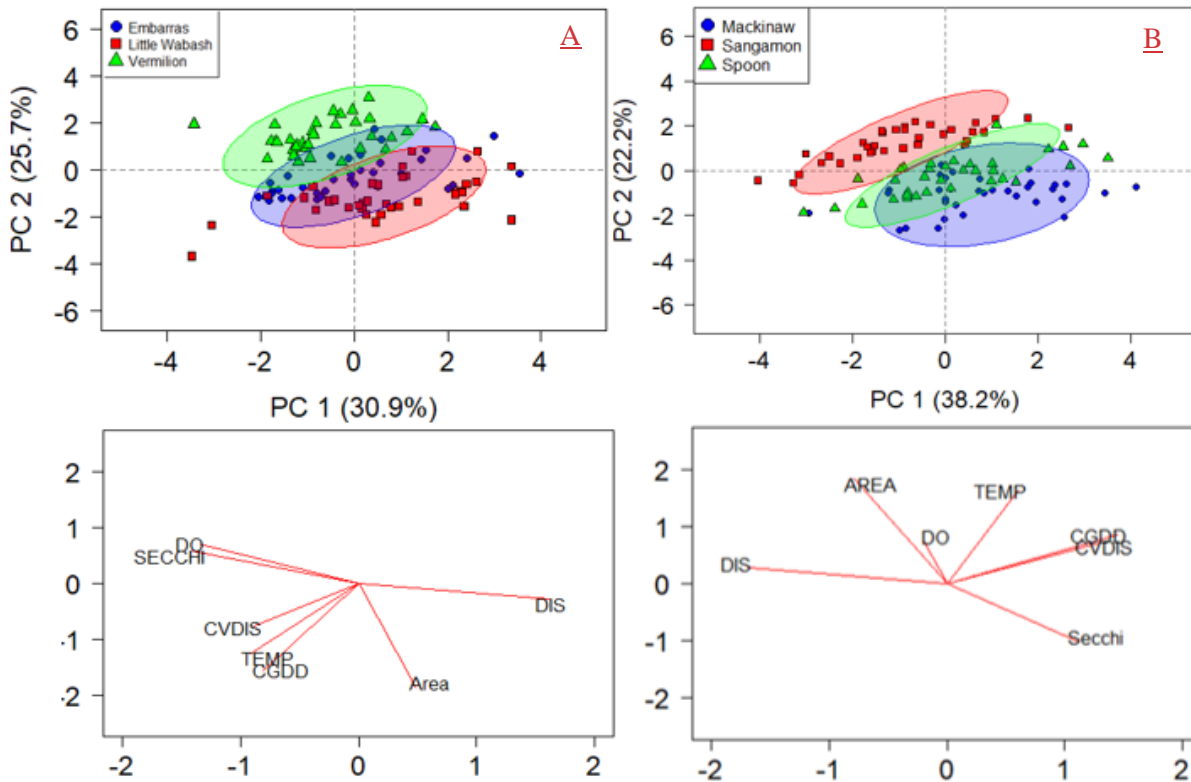 Embarras
Little Wabash
Vermilion
A
6
4
2
0
-2
-4
-6
PC 2 (25.7%)
-4
-2
0
2
4
PC 1 (30.9%)
Mackinaw
Sangamon
Spoon
B
6
4
2
0
-2
-4
-6
PC 2 (22.2%)
-4
-2
0
2
4
PC 1 (38.2%)
2
1
0
-1
-2
DO
SECCHI
DIS
CVDIS
TEMP
CGDD
Area
-2
-1
0
1
2
2
1
0
-1
-2
AREA
TEMP
DO
CGDD
CVDIS
DIS
Secchi
-2
-1
0
1
2